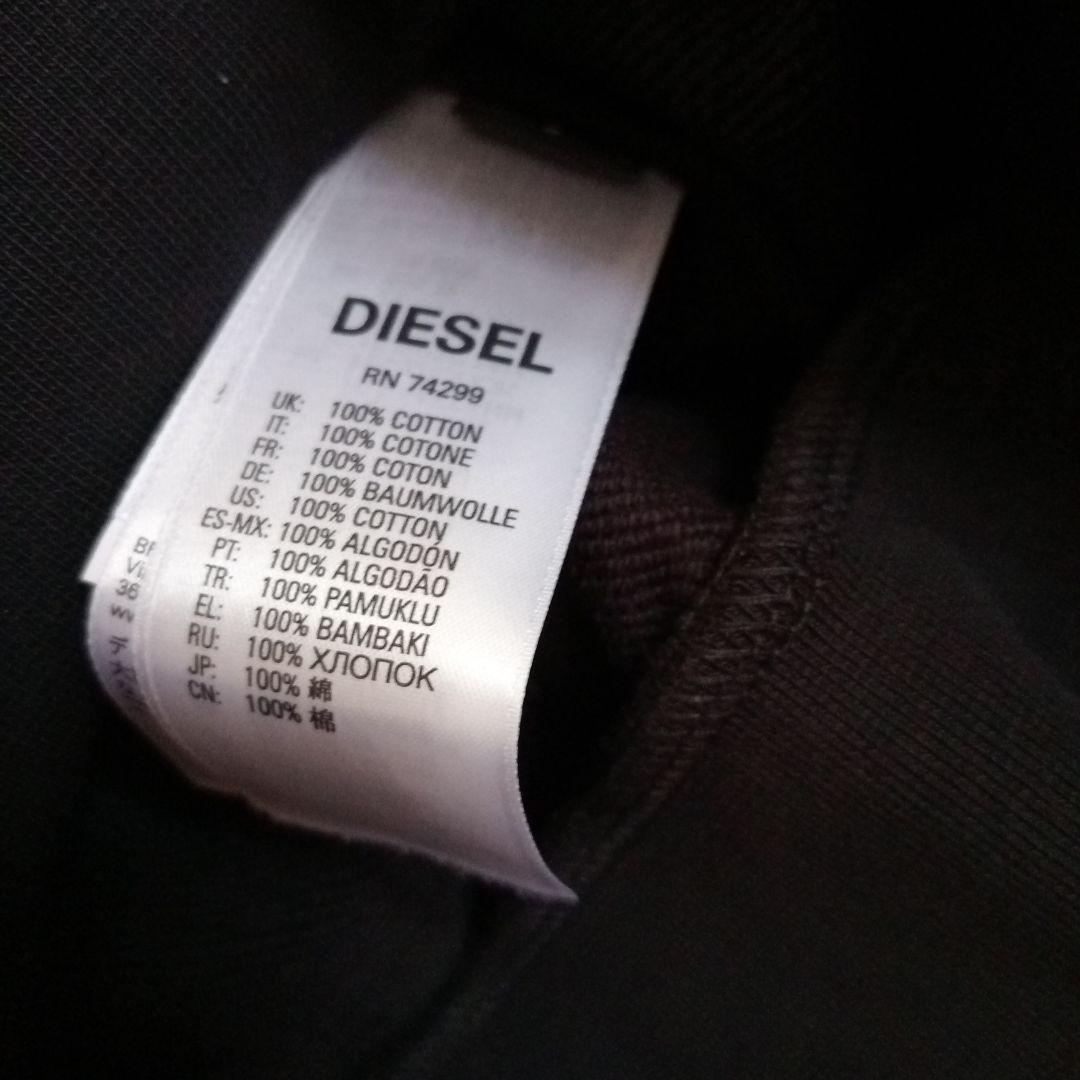 DIESEL
RN 74299
UK: 100% COTTON
IT: 100% COTONE
FR: 100% COTON
DE: 100% BAUMWOLLE
US: 100% COTTON
ES-MX: 100% ALGODÓN
PT: 100% ALGODÃO
TR: 100% PAMUKLU
EL: 100% BAMBAKI
RU: 100% ХЛОПОК
JP: 100% 綿
CN: 100% 棉
36